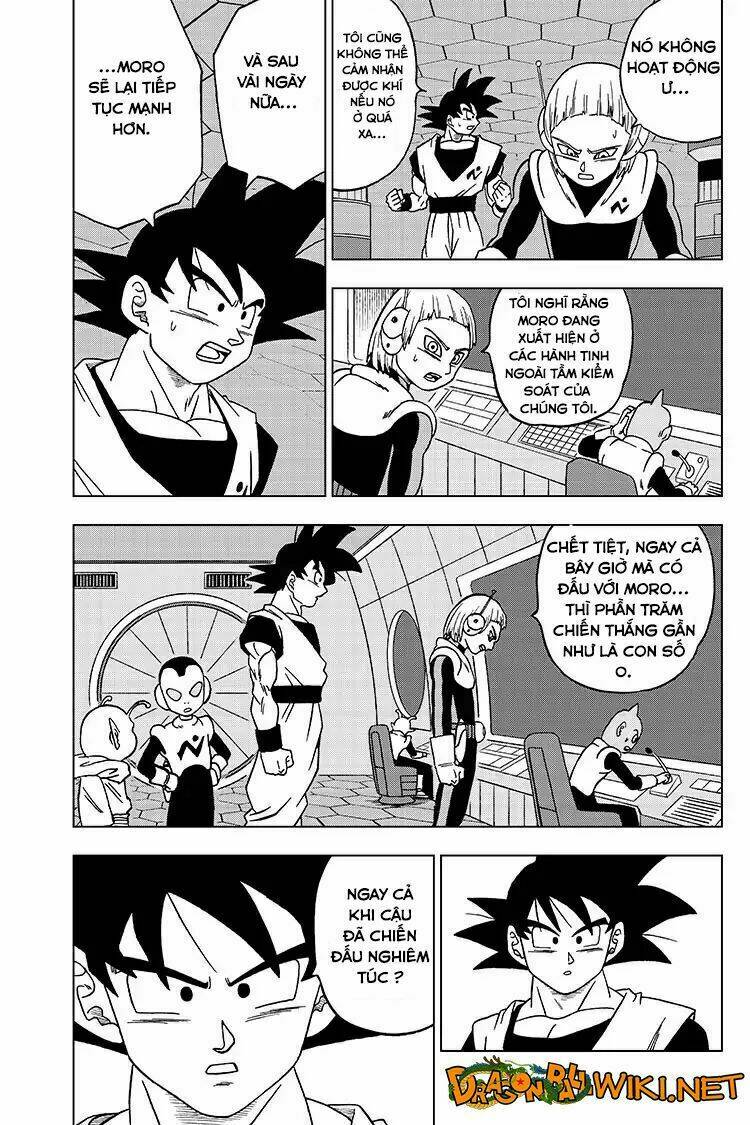 NÓ KHÔNG
HOẠT ĐỘNG
Ư...
TÔI CŨNG
KHÔNG THỂ
CẢM NHẬN
ĐƯỢC KHÍ
NẾU NÓ
Ở QUÁ
XA...
VÀ SAU
VÀI NGÀY
NỮA...
...MORO
SẼ LẠI TIẾP
TỤC MẠNH
HƠN.
TÔI NGHĨ RẰNG
MORO ĐANG
XUẤT HIỆN Ở
CÁC HÀNH TINH
NGOÀI TẦM KIỂM
SOÁT CỦA
CHÚNG TÔI.
CHẾT TIỆT, NGAY CẢ
BÂY GIỜ MÀ CÓ
ĐẤU VỚI MORO...
THÌ PHẦN TRĂM
CHIẾN THẮNG GẦN
NHƯ LÀ CON SỐ
0.
NGAY CẢ
KHI CẬU
ĐÃ CHIẾN
ĐẤU NGHIÊM
TÚC ?
DRAGON BALL WIKI.NET